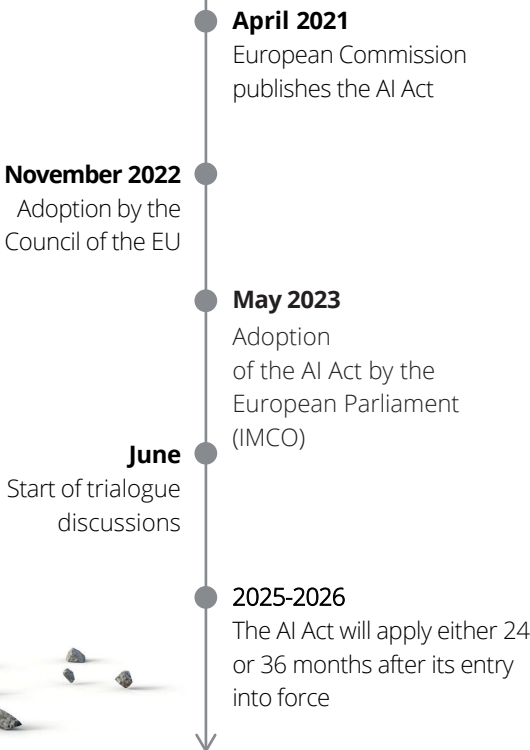 April 2021
European Commission
publishes the AI Act
November 2022
Adoption by the
Council of the EU
May 2023
Adoption
of the AI Act by the
European Parliament
(IMCO)
June
Start of trialogue
discussions
2025-2026
The AI Act will apply either 24
or 36 months after its entry
into force